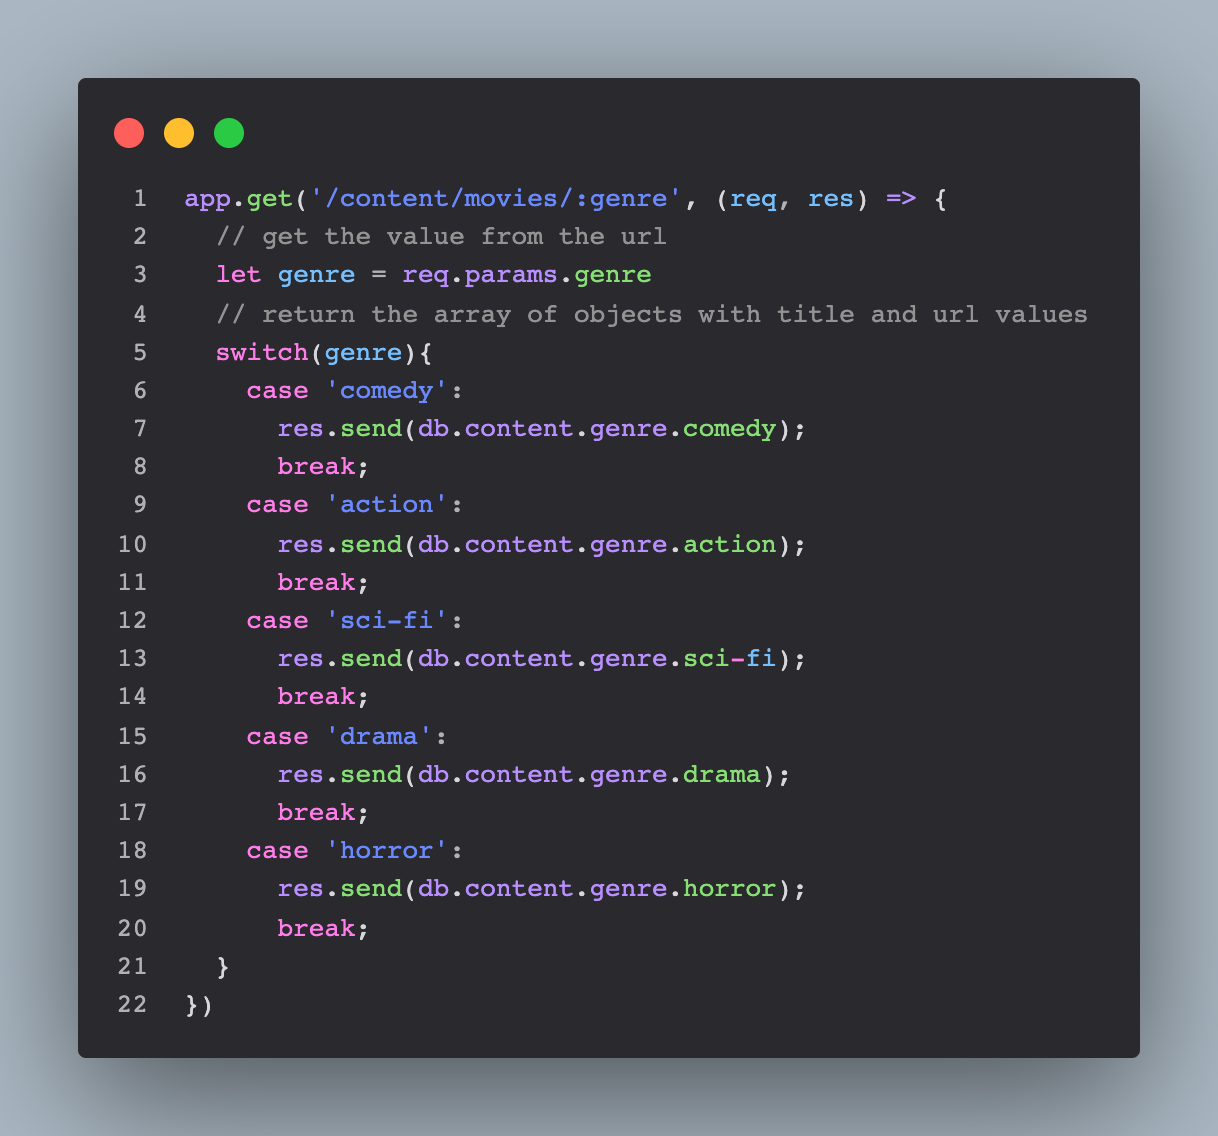 1 app.get('/content/movies/:genre', (req, res) => {
2   // get the value from the url
3   let genre = req.params.genre
4   // return the array of objects with title and url values
5   switch(genre){
6     case 'comedy':
7       res.send(db.content.genre.comedy);
8       break;
9     case 'action':
10       res.send(db.content.genre.action);
11       break;
12     case 'sci-fi':
13       res.send(db.content.genre.sci-fi);
14       break;
15     case 'drama':
16       res.send(db.content.genre.drama);
17       break;
18     case 'horror':
19       res.send(db.content.genre.horror);
20       break;
21   }
22 })